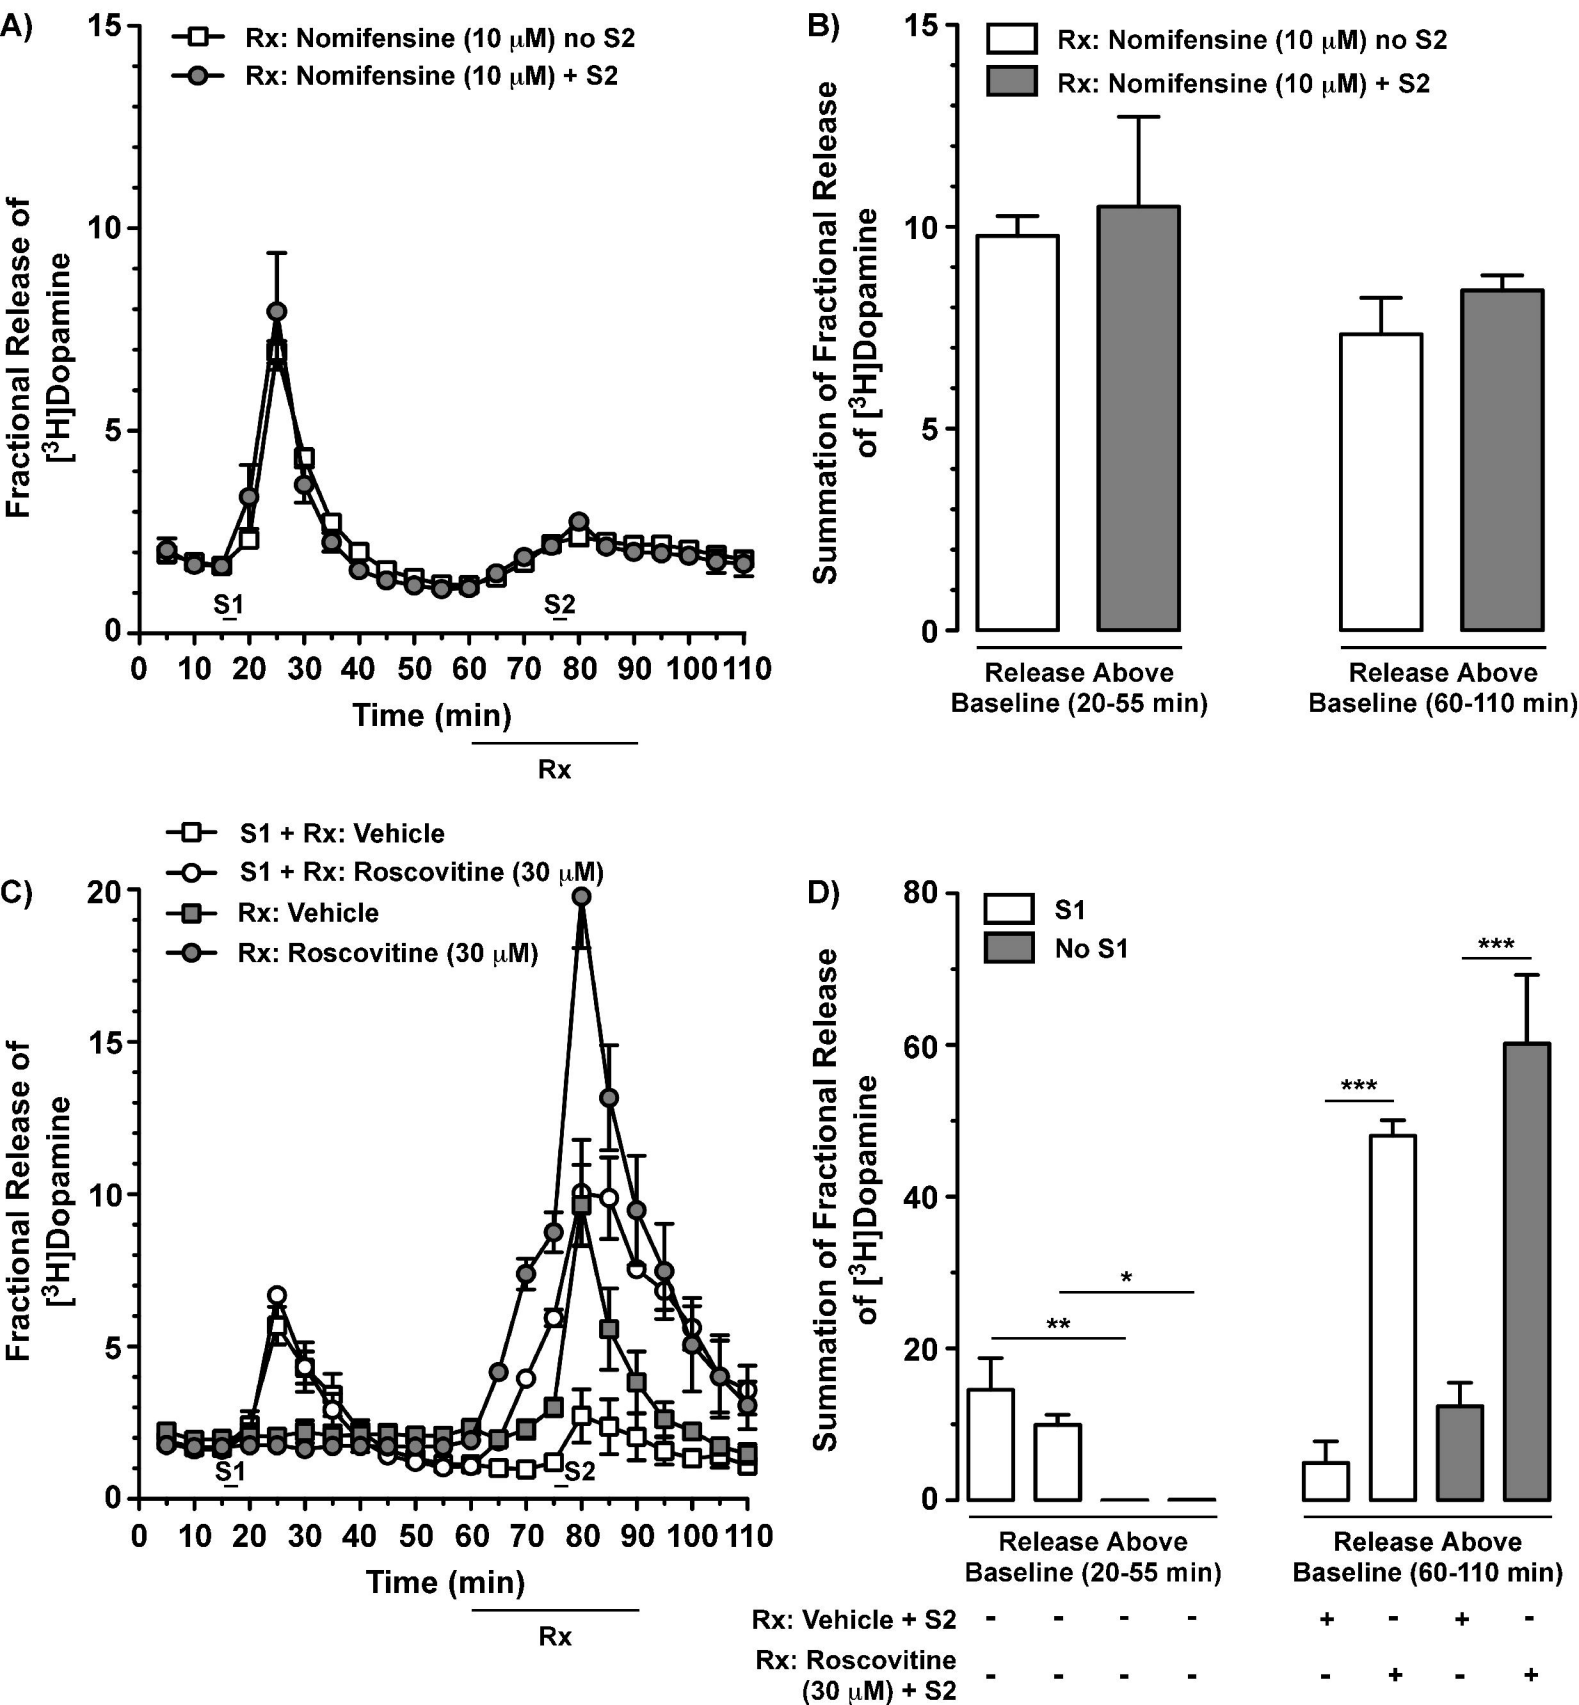 A)
15
Rx: Nomifensine (10 μM) no S2
Rx: Nomifensine (10 μM) + S2
10
5
0
Fractional Release of
[³H]Dopamine
S1
S2
0 10 20 30 40 50 60 70 80 90 100 110
Time (min)
Rx
B)
15
Rx: Nomifensine (10 μM) no S2
Rx: Nomifensine (10 μM) + S2
10
5
0
Summation of Fractional Release
of [³H]Dopamine
Release Above
Baseline (20-55 min)
Release Above
Baseline (60-110 min)
C)
S1 + Rx: Vehicle
S1 + Rx: Roscovitine (30 μM)
Rx: Vehicle
Rx: Roscovitine (30 μM)
20
15
10
5
0
Fractional Release of
[³H]Dopamine
S1
S2
0 10 20 30 40 50 60 70 80 90 100 110
Time (min)
Rx
D)
80
S1
No S1
60
40
20
0
Summation of Fractional Release
of [³H]Dopamine
***
***
*
**
Release Above
Baseline (20-55 min)
Release Above
Baseline (60-110 min)
Rx: Vehicle + S2 - - - - + - + -
Rx: Roscovitine
(30 μM) + S2 - - - - - + - +